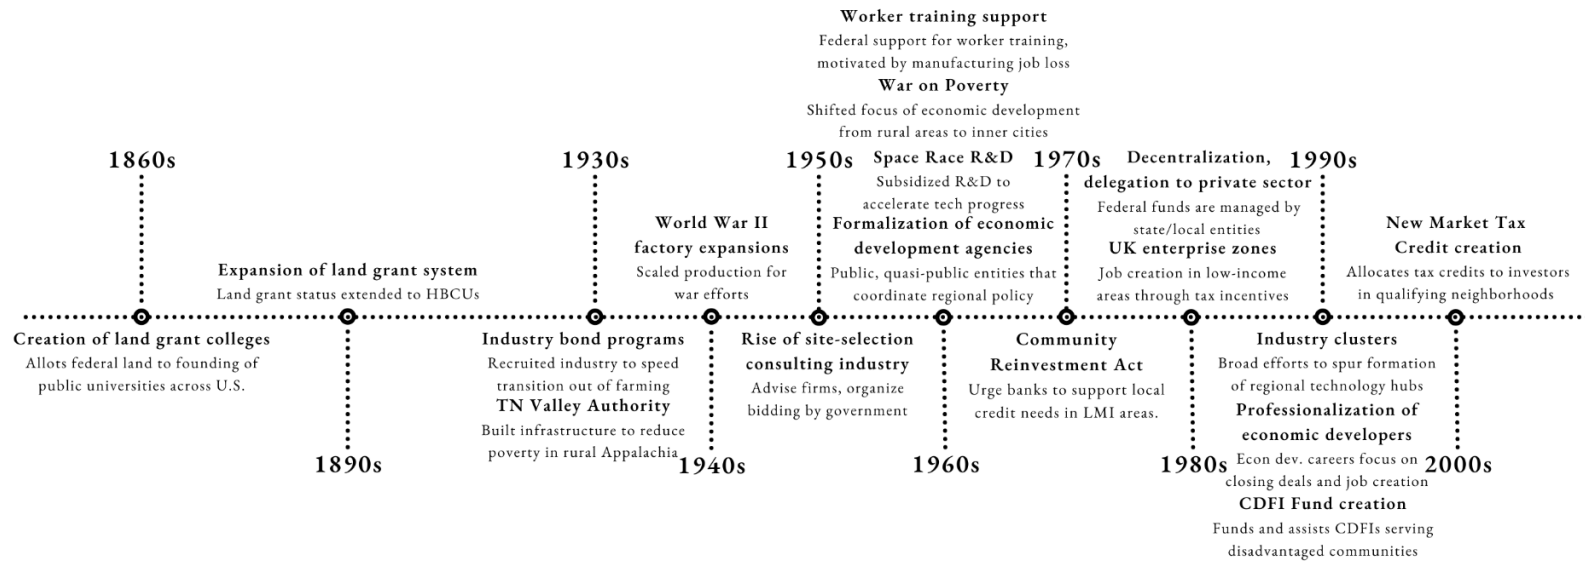 Worker training support
Federal support for worker training,
motivated by manufacturing job loss
War on Poverty
Shifted focus of economic development
from rural areas to inner cities
1860s
1930s
1950s
Space Race R&D
Subsidized R&D to
accelerate tech progress
1970s
Decentralization,
delegation to private sector
Federal funds are managed by
state/local entities
1990s
Expansion of land grant system
Land grant status extended to HBCUs
World War II
factory expansions
Scaled production for
war efforts
Formalization of economic
development agencies
Public, quasi-public entities that
coordinate regional policy
UK enterprise zones
Job creation in low-income
areas through tax incentives
New Market Tax
Credit creation
Allocates tax credits to investors
in qualifying neighborhoods
Creation of land grant colleges
Allots federal land to founding of
public universities across U.S.
1890s
Industry bond programs
Recruited industry to speed
transition out of farming
TN Valley Authority
Built infrastructure to reduce
poverty in rural Appalachia
1940s
Rise of site-selection
consulting industry
Advise firms, organize
bidding by government
1960s
Community
Reinvestment Act
Urge banks to support local
credit needs in LMI areas.
1980s
Industry clusters
Broad efforts to spur formation
of regional technology hubs
Professionalization of
economic developers
Econ dev. careers focus on
closing deals and job creation
CDFI Fund creation
Funds and assists CDFIs serving
disadvantaged communities
2000s